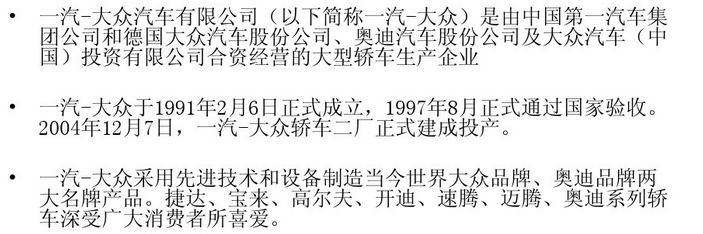 • 一汽-大众汽车有限公司（以下简称一汽-大众）是由中国第一汽车集
团公司和德国大众汽车股份公司、奥迪汽车股份公司及大众汽车（中
国）投资有限公司合资经营的大型轿车生产企业
• 一汽-大众于1991年2月6日正式成立，1997年8月正式通过国家验收。
2004年12月7日，一汽-大众轿车二厂正式建成投产。
• 一汽-大众采用先进技术和设备制造当今世界大众品牌、奥迪品牌两
大名牌产品。捷达、宝来、高尔夫、开迪、速腾、迈腾、奥迪系列轿
车深受广大消费者所喜爱。